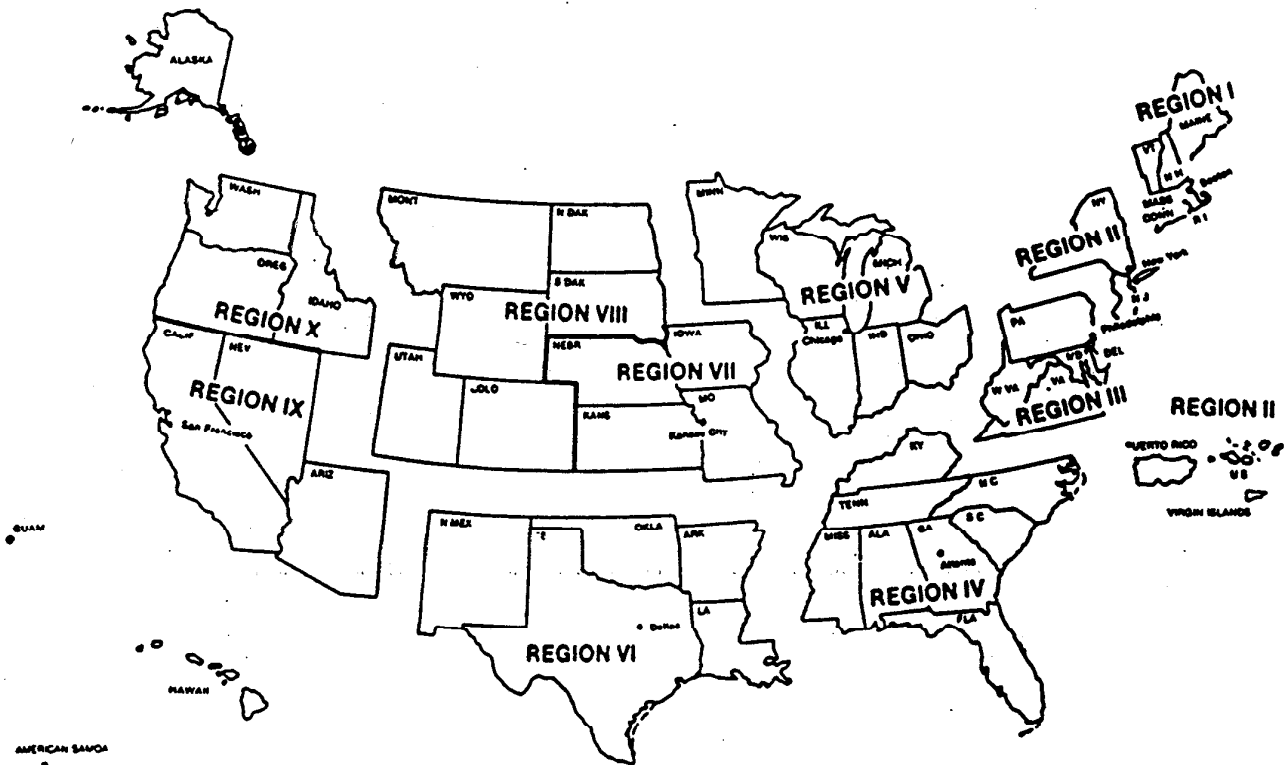 ALASKA
REGION I
MAINE
VT
N H
Boston
MASS
CONN
R I
NY
REGION II
New York
N J
WASH
OREG
IDAHO
REGION X
MONT
N DAK
S DAK
WYO
REGION VIII
UTAH
COLO
MINN
WIS
MICH
REGION V
ILL
Chicago
IND
OHIO
PA
Philadelphia
MD
DEL
W VA
VA
REGION III
REGION II
PUERTO RICO
VIRGIN ISLANDS
CALIF
NEV
REGION IX
San Francisco
ARIZ
NEBR
IOWA
REGION VII
KANS
MO
Kansas City
KY
TENN
N C
S C
MISS
ALA
GA
Atlanta
REGION IV
FLA
N MEX
OKLA
ARK
LA
Dallas
REGION VI
GUAM
HAWAII
AMERICAN SAMOA